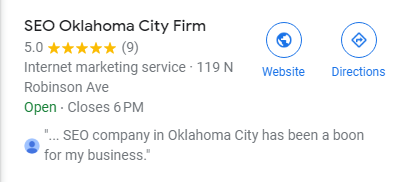 SEO Oklahoma City Firm
5.0 (9)
Internet marketing service · 119 N
Robinson Ave
Open · Closes 6 PM
Website
Directions
"... SEO company in Oklahoma City has been a boon
for my business."